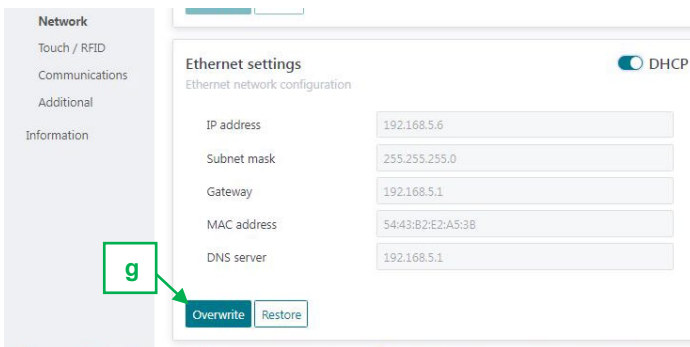 Network
Touch / RFID
Communications
Additional
Information
Ethernet settings
DHCP
Ethernet network configuration
IP address 192.168.5.6
Subnet mask 255.255.255.0
Gateway 192.168.5.1
MAC address 54:43:B2:E2:A5:3B
DNS server 192.168.5.1
g
Overwrite Restore